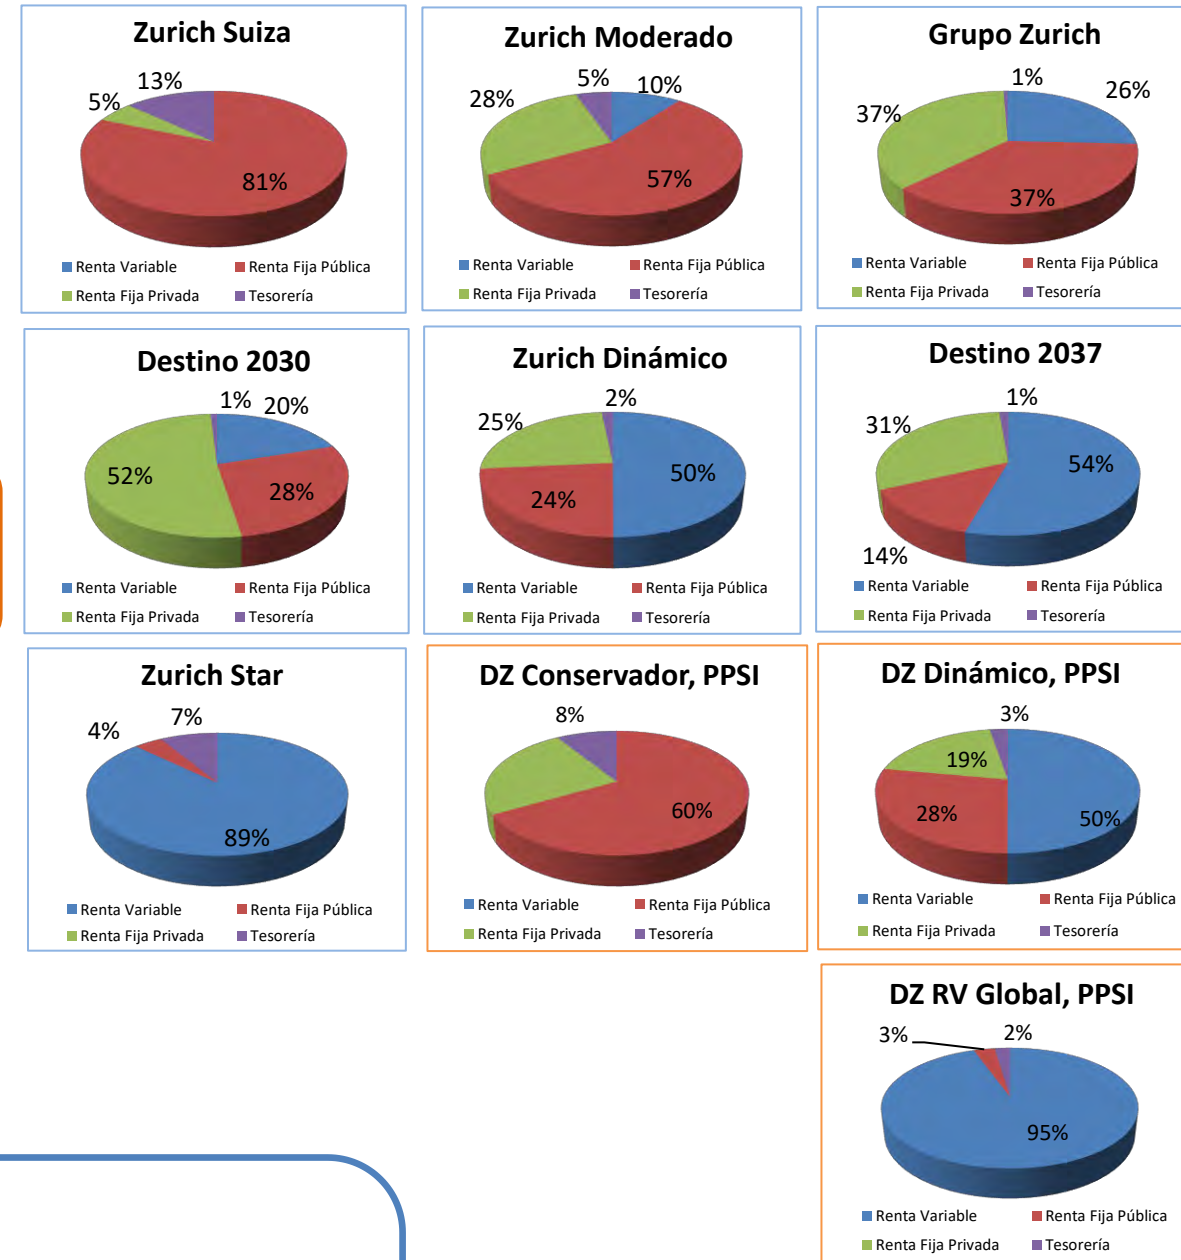 Zurich Suiza
13%
5%
81%
Renta Variable
Renta Fija Pública
Renta Fija Privada
Tesorería
Zurich Moderado
5%
10%
28%
57%
Renta Variable
Renta Fija Pública
Renta Fija Privada
Tesorería
Grupo Zurich
1%
26%
37%
37%
Renta Variable
Renta Fija Pública
Renta Fija Privada
Tesorería
Destino 2030
1%
20%
52%
28%
Renta Variable
Renta Fija Pública
Renta Fija Privada
Tesorería
Zurich Dinámico
2%
25%
50%
24%
Renta Variable
Renta Fija Pública
Renta Fija Privada
Tesorería
Destino 2037
1%
31%
54%
14%
Renta Variable
Renta Fija Pública
Renta Fija Privada
Tesorería
Zurich Star
7%
4%
89%
Renta Variable
Renta Fija Pública
Renta Fija Privada
Tesorería
DZ Conservador, PPSI
8%
60%
Renta Variable
Renta Fija Pública
Renta Fija Privada
Tesorería
DZ Dinámico, PPSI
3%
19%
28%
50%
Renta Variable
Renta Fija Pública
Renta Fija Privada
Tesorería
DZ RV Global, PPSI
3%
2%
95%
Renta Variable
Renta Fija Pública
Renta Fija Privada
Tesorería